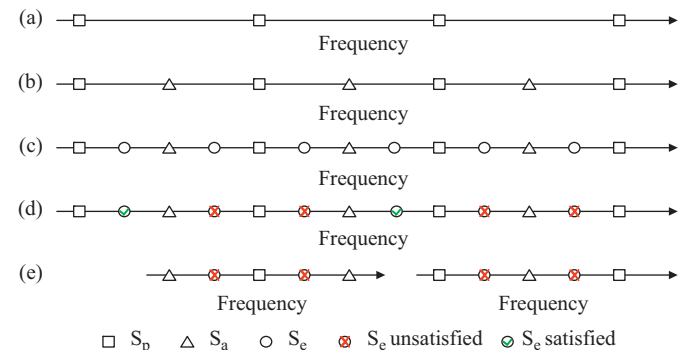 (a)
Frequency
(b)
Frequency
(c)
Frequency
(d)
Frequency
(e)
Frequency Frequency
Sp Sa Se Se unsatisfied Se satisfied